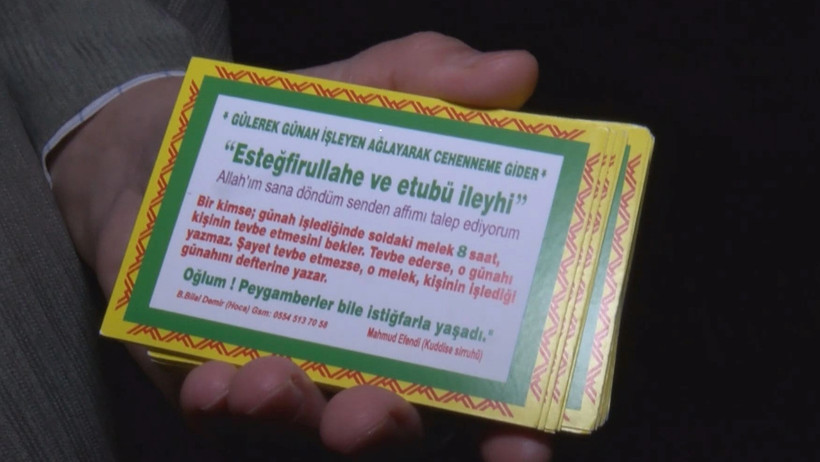 * GÜLEREK GÜNAH İŞLEYEN AĞLAYARAK CEHENNEME GİDER *
“Esteğfirullahe ve etubü ileyhi”
Allah'ım sana döndüm senden affımı talep ediyorum
Bir kimse; günah işlediğinde soldaki melek 8 saat,
kişinin tevbe etmesini bekler. Tevbe ederse, o günahı
yazmaz. Şayet tevbe etmezse, o melek, kişinin işlediği
günahını defterine yazar.
Oğlum ! Peygamberler bile istiğfarla yaşadı."
B.Bilal Demir (Hoca) Gsm: 0554 513 70 58
Mahmud Efendi (Kuddise sirruhû)